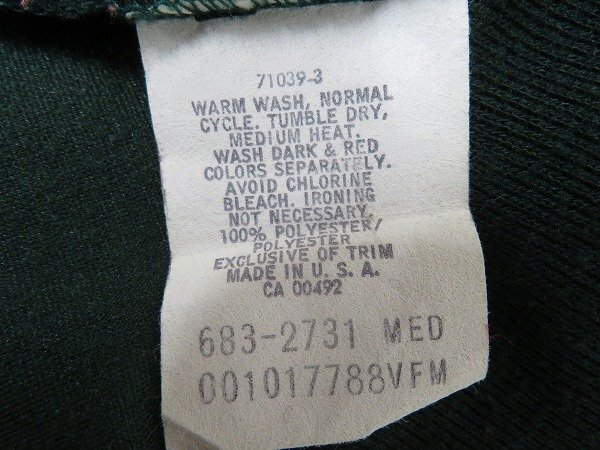 71039-3
WARM WASH, NORMAL
CYCLE. TUMBLE DRY,
MEDIUM HEAT.
WASH DARK & RED
COLORS SEPARATELY.
AVOID CHLORINE
BLEACH. IRONING
NOT NECESSARY.
100% POLYESTER/
POLYESTER
EXCLUSIVE OF TRIM
MADE IN U. S. A.
CA 00492
683-2731 MED
001017788VFM